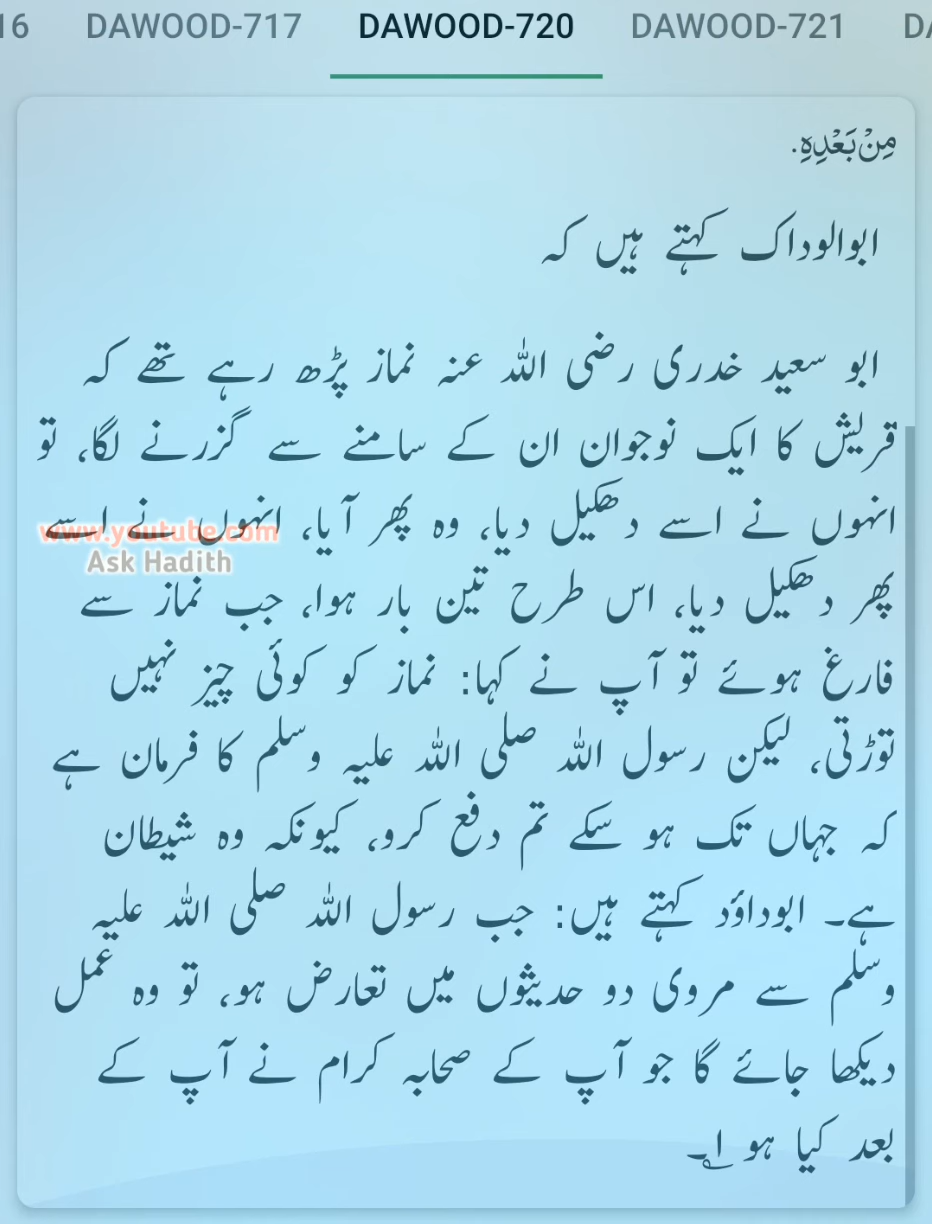 16 DAWOOD-717 DAWOOD-720 DAWOOD-721 DA
مِنْ بَعْدِهِ.
ابوالوداک کہتے ہیں کہ
ابو سعید خدری رضی اللہ عنہ نماز پڑھ رہے تھے کہ
قریش کا ایک نوجوان ان کے سامنے سے گزرنے لگا، تو
انہوں نے اسے دھکیل دیا، وہ پھر آیا، انہوں نے اسے
www.youtube.com
Ask Hadith
پھر دھکیل دیا، اس طرح تین بار ہوا، جب نماز سے
فارغ ہوئے تو آپ نے کہا: نماز کو کوئی چیز نہیں
توڑتی، لیکن رسول اللہ صلی اللہ علیہ وسلم کا فرمان ہے
کہ جہاں تک ہو سکے تم دفع کرو، کیونکہ وہ شیطان
ہے۔ ابوداؤد کہتے ہیں: جب رسول اللہ صلی اللہ علیہ
وسلم سے مروی دو حدیثوں میں تعارض ہو، تو وہ عمل
دیکھا جائے گا جو آپ کے صحابہ کرام نے آپ کے
بعد کیا ہو ا؎۔